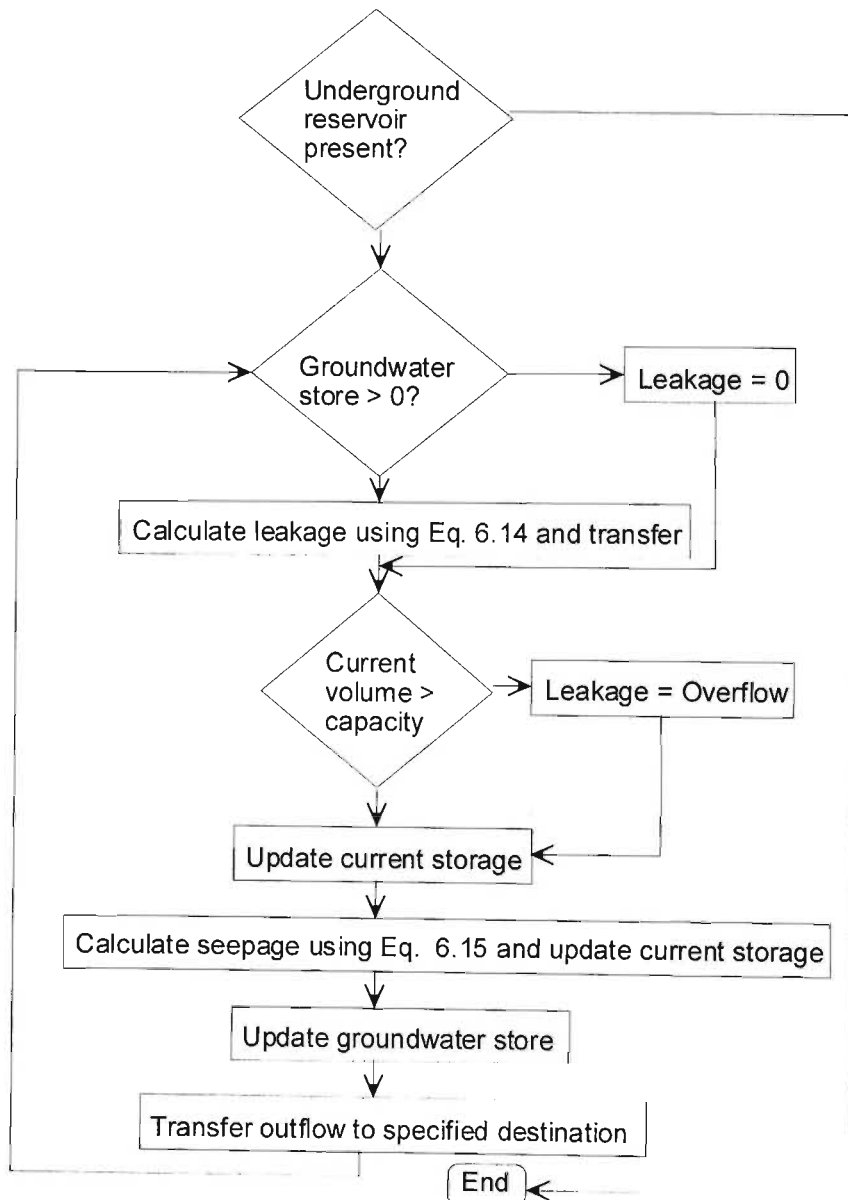 Underground
reservoir
present?
Groundwater
store > 0?
Leakage = 0
Calculate leakage using Eq. 6.14 and transfer
Current
volume >
capacity
Leakage = Overflow
Update current storage
Calculate seepage using Eq. 6.15 and update current storage
Update groundwater store
Transfer outflow to specified destination
End